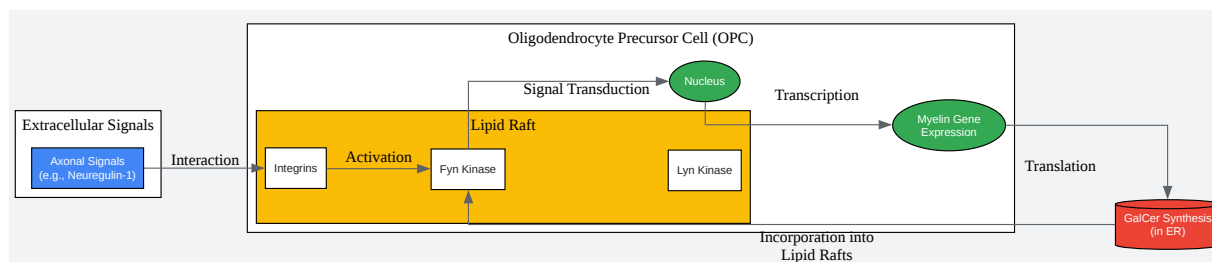 Oligodendrocyte Precursor Cell (OPC)
Nucleus
Signal Transduction
Transcription
Extracellular Signals
Lipid Raft
Myelin Gene
Expression
Axonal Signals
(e.g., Neuregulin-1)
Interaction
Integrins
Activation
Fyn Kinase
Lyn Kinase
Translation
GalCer Synthesis
(in ER)
Incorporation into
Lipid Rafts